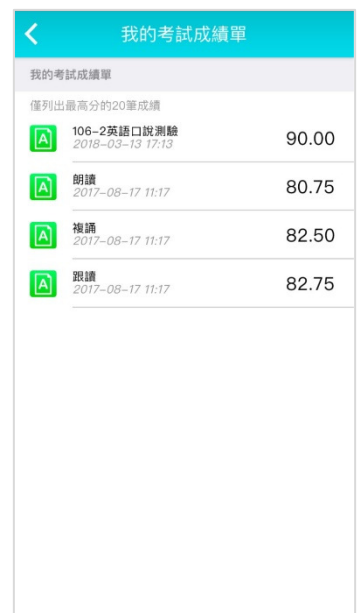 我的考試成績單
我的考試成績單
僅列出最高分的20筆成績
106-2英語口說測驗
2018-03-13 17:13
90.00
朗讀
2017-08-17 11:17
80.75
複誦
2017-08-17 11:17
82.50
跟讀
2017-08-17 11:17
82.75